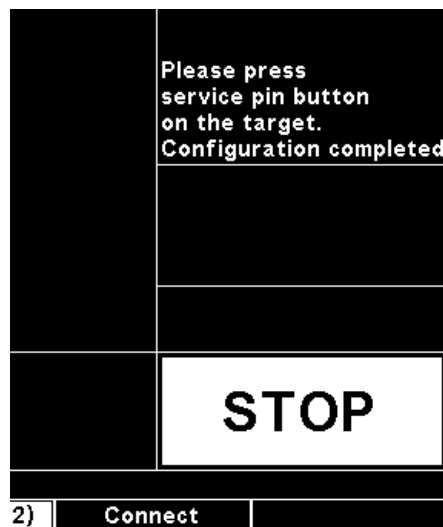 Please press
service pin button
on the target.
Configuration completed
STOP
2) Connect